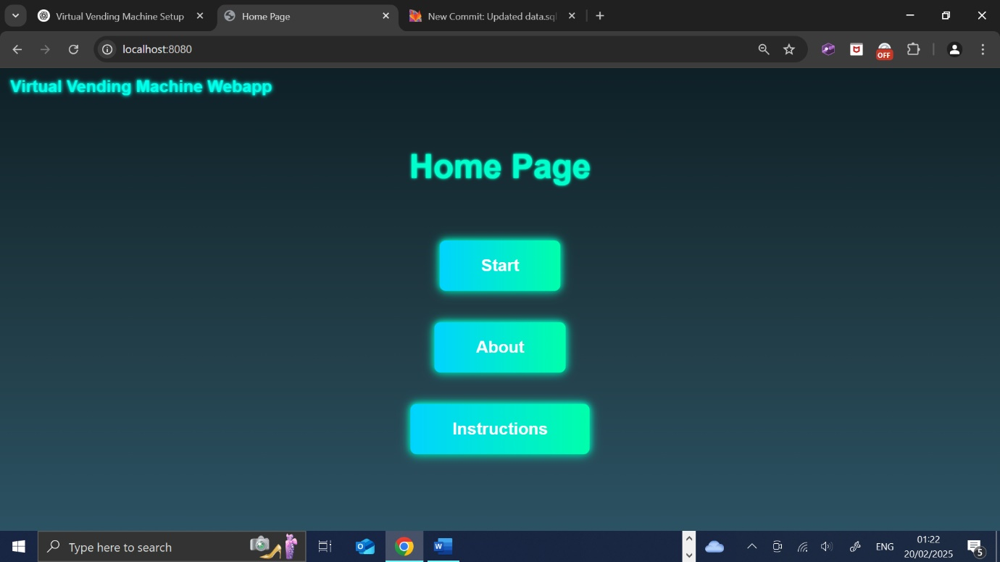 Virtual Vending Machine Setup
Home Page
New Commit: Updated data.sql
localhost:8080
OFF
Virtual Vending Machine Webapp
Home Page
Start
About
Instructions
Type here to search
ENG
01:22
20/02/2025
5